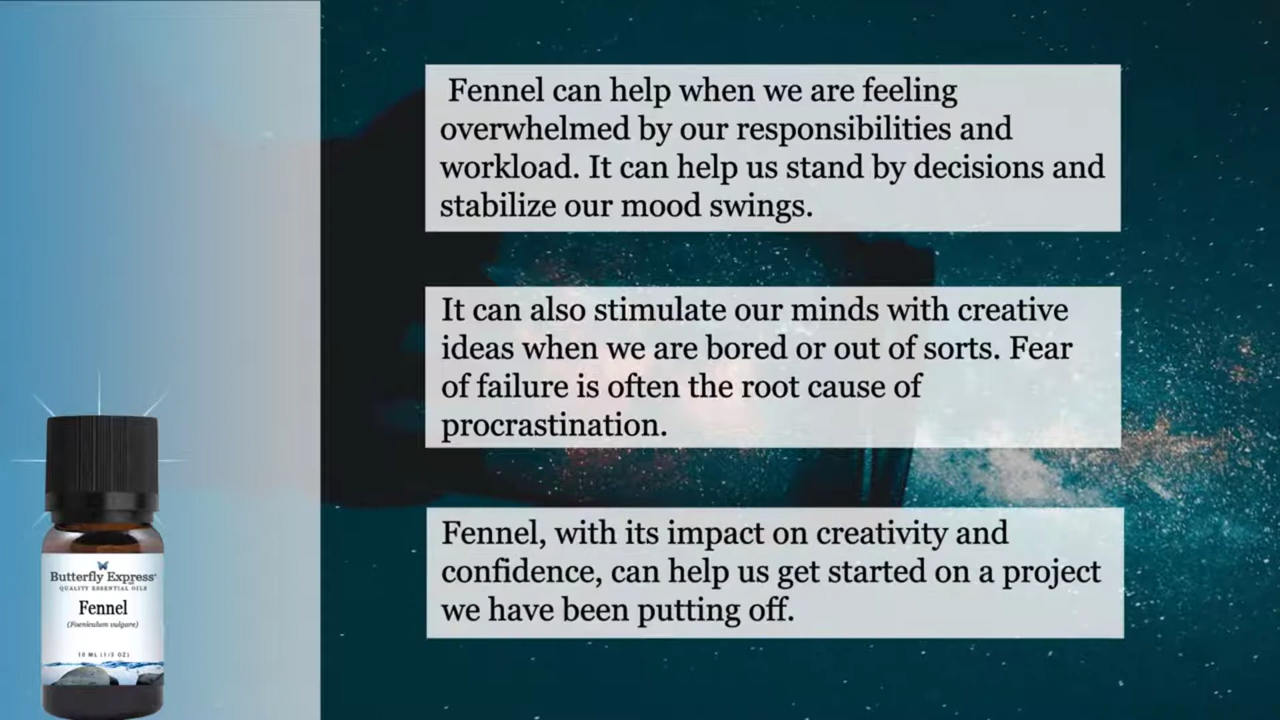 Fennel can help when we are feeling
overwhelmed by our responsibilities and
workload. It can help us stand by decisions and
stabilize our mood swings.
It can also stimulate our minds with creative
ideas when we are bored or out of sorts. Fear
of failure is often the root cause of
procrastination.
Fennel, with its impact on creativity and
confidence, can help us get started on a project
we have been putting off.
Butterfly Express
QUALITY ESSENTIAL OILS
Fennel
(Foeniculum vulgare)
10 ML (1/3 OZ)